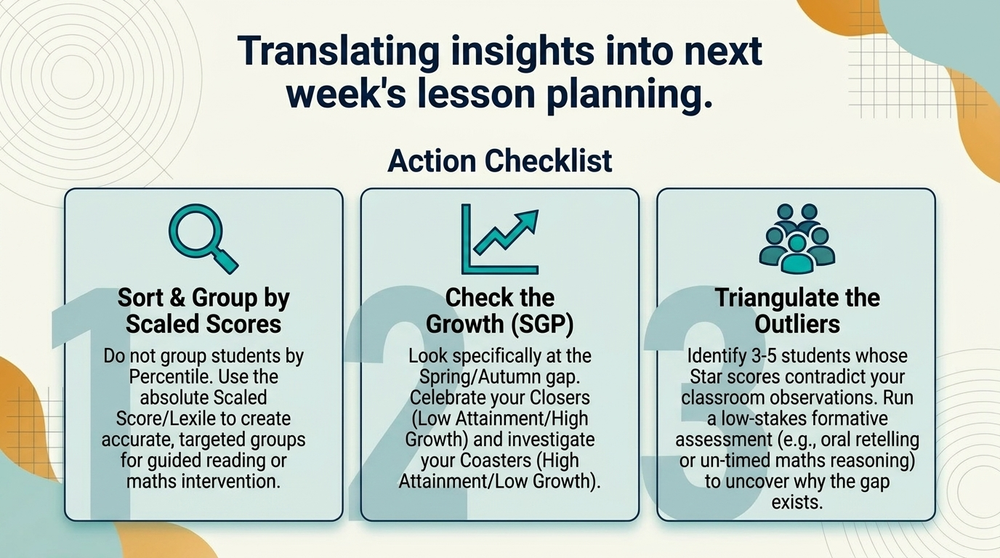 Translating insights into next
week's lesson planning.
Action Checklist
1
Sort & Group by
Scaled Scores
Do not group students by
Percentile. Use the
absolute Scaled
Score/Lexile to create
accurate, targeted groups
for guided reading or
maths intervention.
2
Check the
Growth (SGP)
Look specifically at the
Spring/Autumn gap.
Celebrate your Closers
(Low Attainment/High
Growth) and investigate
your Coasters (High
Attainment/Low Growth).
3
Triangulate the
Outliers
Identify 3-5 students whose
Star scores contradict your
classroom observations. Run
a low-stakes formative
assessment (e.g., oral retelling
or un-timed maths reasoning)
to uncover why the gap
exists.